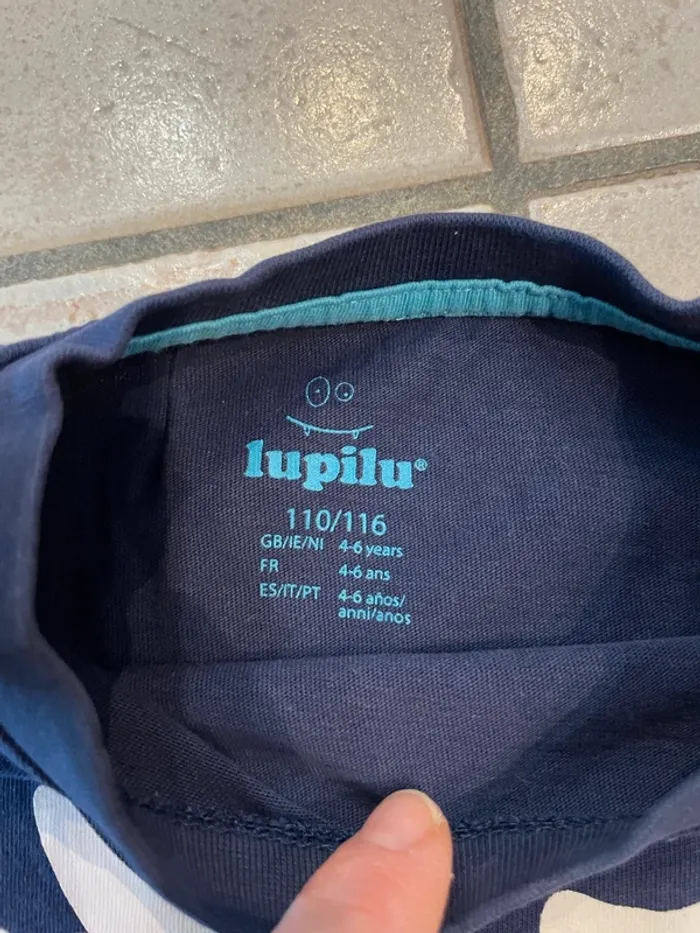 lupilu®
110/116
GB/IE/NI 4-6 years
FR 4-6 ans
ES/IT/PT 4-6 años/
anni/anos